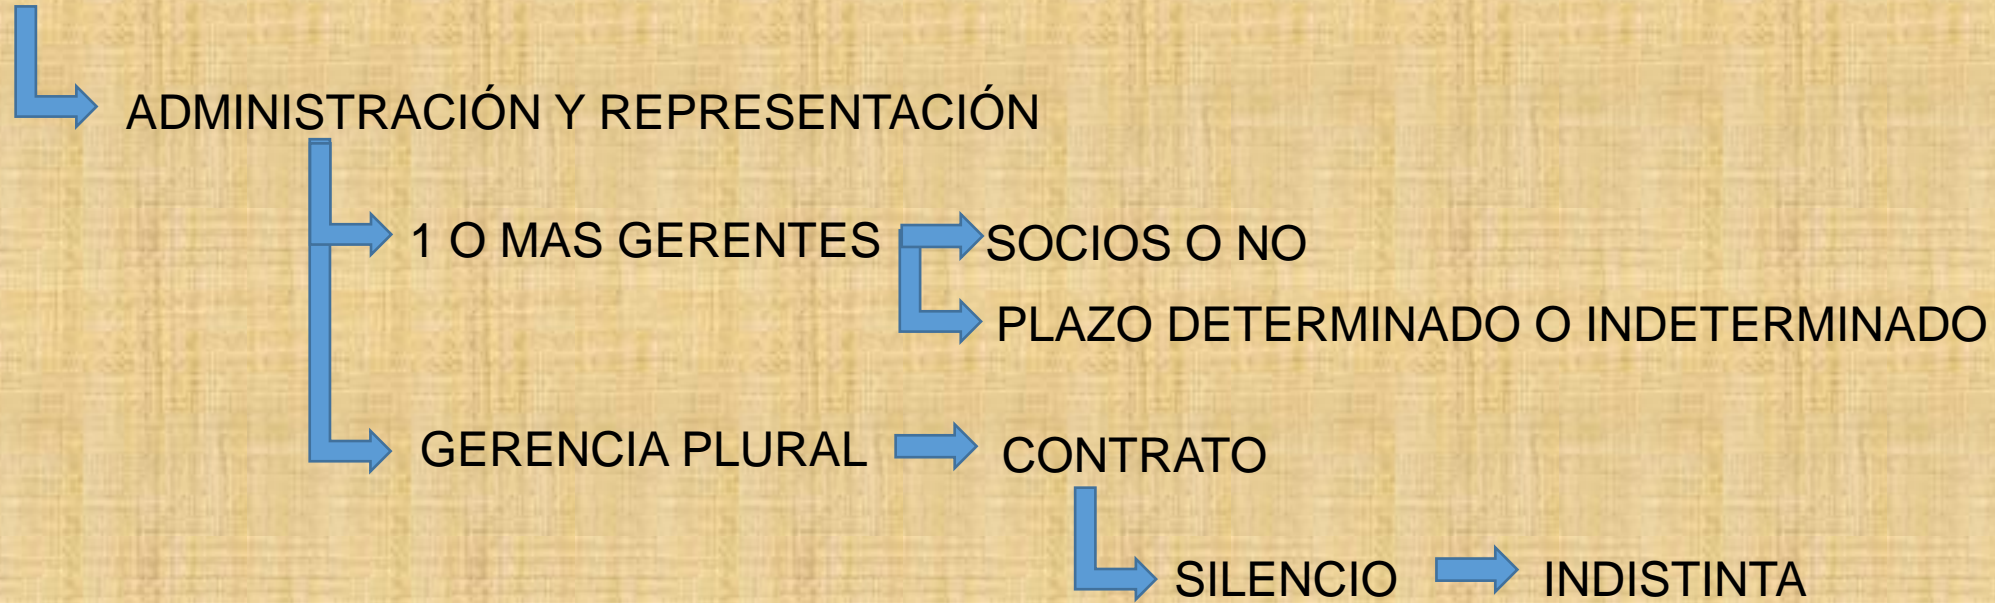 ADMINISTRACIÓN Y REPRESENTACIÓN
1 O MAS GERENTES
SOCIOS O NO
PLAZO DETERMINADO O INDETERMINADO
GERENCIA PLURAL
CONTRATO
SILENCIO
INDISTINTA